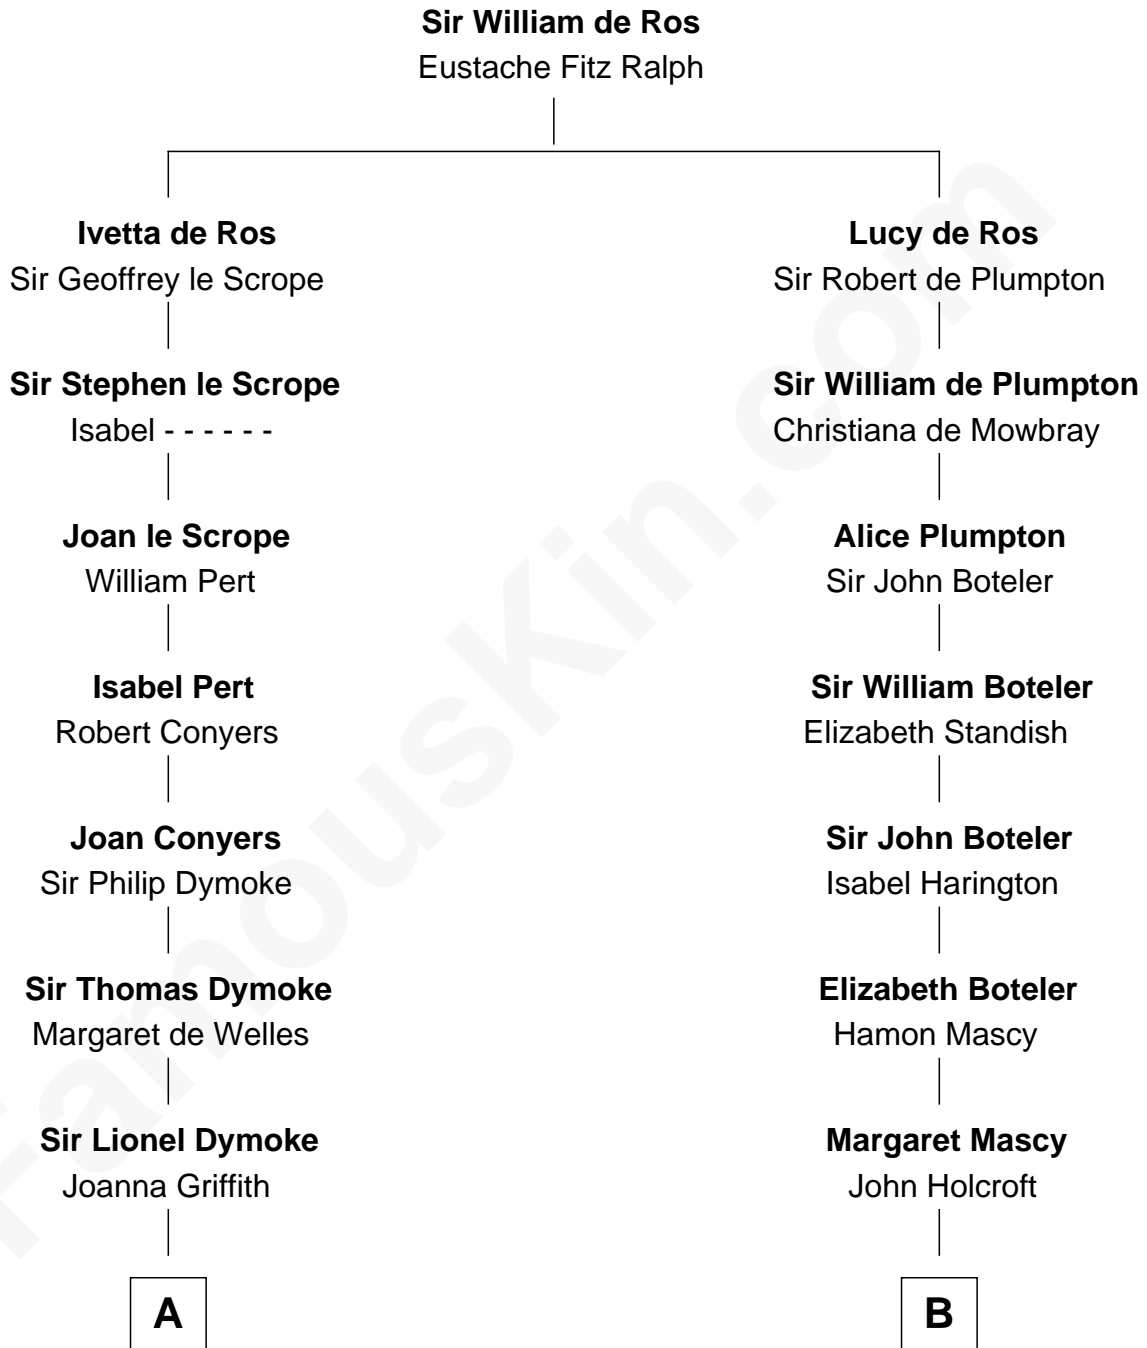 Sir William de Ros
Eustache Fitz Ralph
Ivetta de Ros
Sir Geoffrey le Scrope
Lucy de Ros
Sir Robert de Plumpton
Sir Stephen le Scrope
Isabel - - - - - -
Sir William de Plumpton
Christiana de Mowbray
Joan le Scrope
William Pert
Alice Plumpton
Sir John Boteler
Isabel Pert
Robert Conyers
Sir William Boteler
Elizabeth Standish
Joan Conyers
Sir Philip Dymoke
Sir John Boteler
Isabel Harington
Sir Thomas Dymoke
Margaret de Welles
Elizabeth Boteler
Hamon Mascy
Sir Lionel Dymoke
Joanna Griffith
Margaret Mascy
John Holcroft
A
B
FamousKin.com